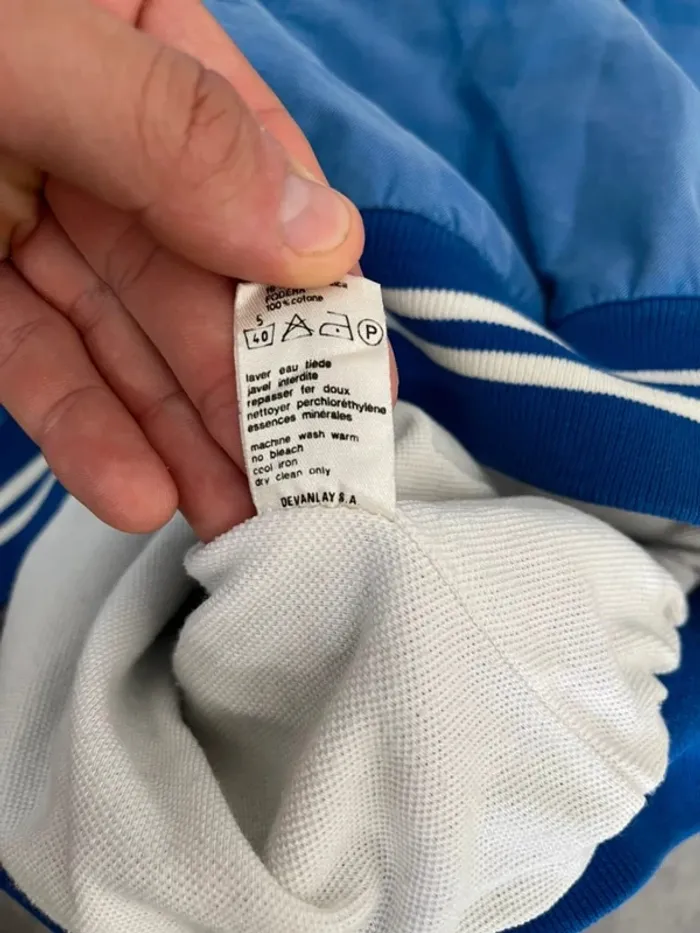 FODERA
100% cotone
5
40 P
laver eau tiède
javel interdite
repasser fer doux
nettoyer perchloréthylène
essences minérales
machine wash warm
no bleach
cool iron
dry clean only
DEVANLAY S.A